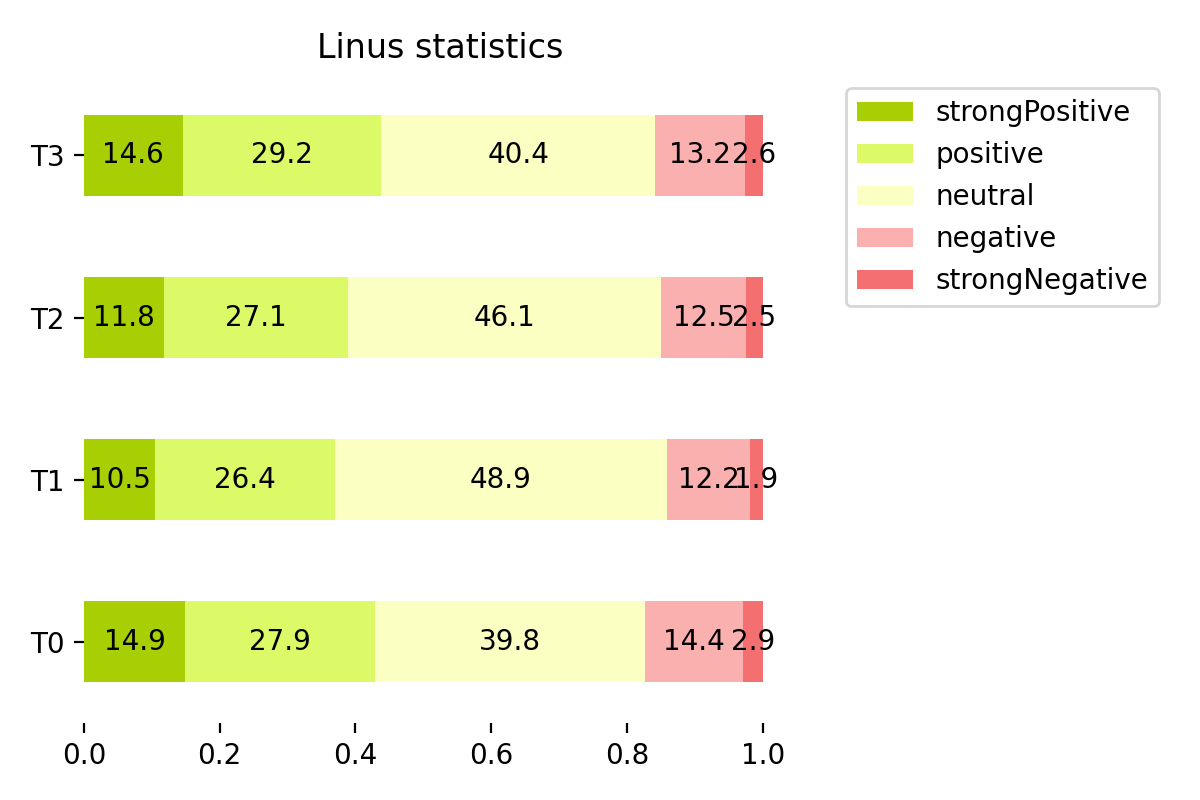 Linus statistics
strongPositive
positive
neutral
negative
strongNegative
T3 14.6 29.2 40.4 13.2 2.6
T2 11.8 27.1 46.1 12.5 2.5
T1 10.5 26.4 48.9 12.2 1.9
T0 14.9 27.9 39.8 14.4 2.9
0.0 0.2 0.4 0.6 0.8 1.0